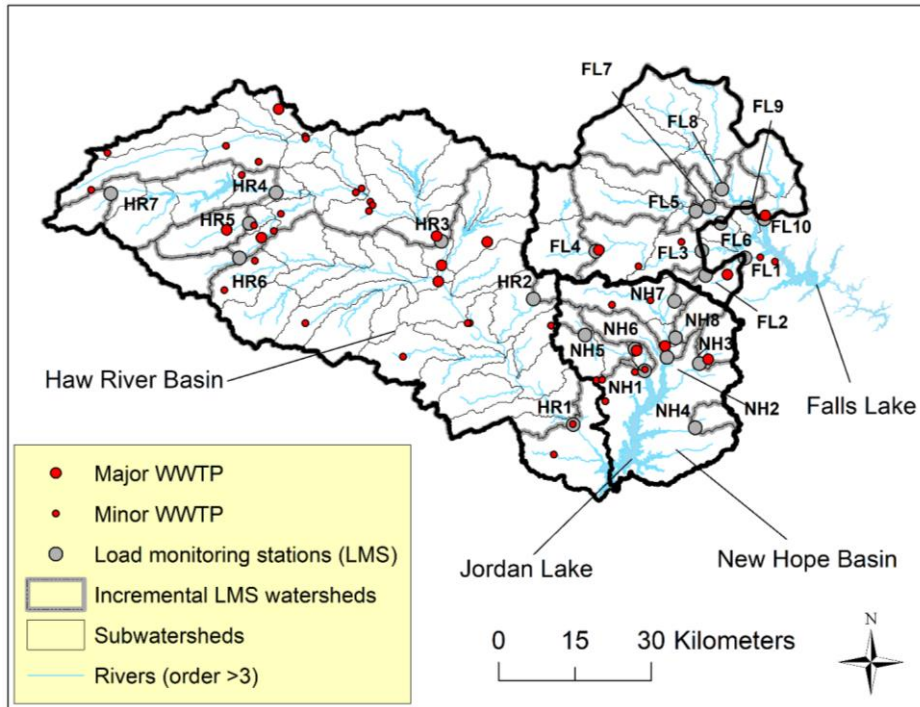 FL7
FL8
FL9
HR7
HR4
HR5
HR6
HR3
HR2
HR1
FL5
FL4
FL3
FL6
FL10
FL1
FL2
NH7
NH6
NH8
NH5
NH3
NH1
NH4
NH2
Haw River Basin
Falls Lake
Jordan Lake
New Hope Basin
Major WWTP
Minor WWTP
Load monitoring stations (LMS)
Incremental LMS watersheds
Subwatersheds
Rivers (order >3)
0 15 30 Kilometers
N